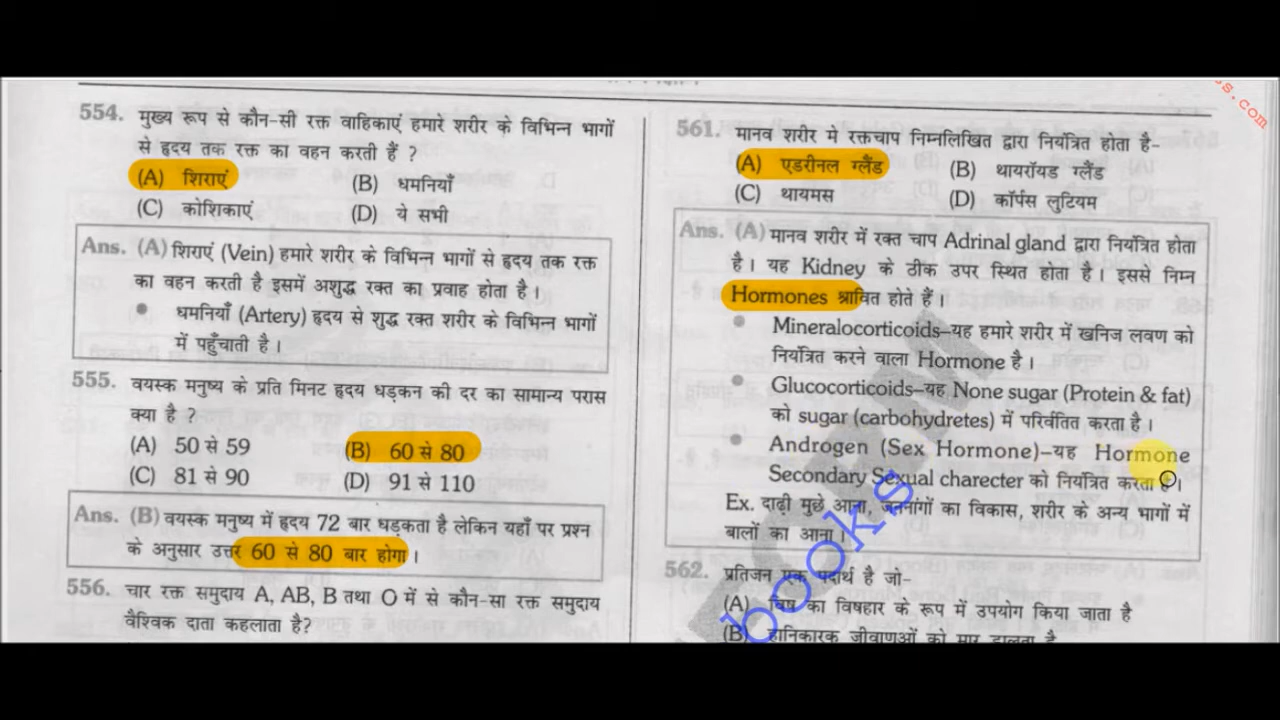 554. मुख्य रूप से कौन-सी रक्त वाहिकाएं हमारे शरीर के विभिन्न भागों
से हृदय तक रक्त का वहन करती हैं ?
(A) शिराएं (B) धमनियाँ
(C) कोशिकाएं (D) ये सभी
Ans. (A) शिराएं (Vein) हमारे शरीर के विभिन्न भागों से हृदय तक रक्त
का वहन करती है इसमें अशुद्ध रक्त का प्रवाह होता है।
• धमनियाँ (Artery) हृदय से शुद्ध रक्त शरीर के विभिन्न भागों
में पहुँचाती है।
555. वयस्क मनुष्य के प्रति मिनट हृदय धड़कन की दर का सामान्य परास
क्या है ?
(A) 50 से 59 (B) 60 से 80
(C) 81 से 90 (D) 91 से 110
Ans. (B) वयस्क मनुष्य में हृदय 72 बार धड़कता है लेकिन यहाँ पर प्रश्न
के अनुसार उत्तर 60 से 80 बार होगा।
556. चार रक्त समुदाय A, AB, B तथा O में से कौन-सा रक्त समुदाय
वैश्विक दाता कहलाता है?
561. मानव शरीर मे रक्तचाप निम्नलिखित द्वारा नियंत्रित होता है-
(A) एडरीनल ग्लैंड (B) थायरॉयड ग्लैंड
(C) थायमस (D) कॉर्पस लुटियम
Ans. (A) मानव शरीर में रक्त चाप Adrinal gland द्वारा नियंत्रित होता
है। यह Kidney के ठीक उपर स्थित होता है। इससे निम्न
Hormones श्रावित होते हैं।
• Mineralocorticoids–यह हमारे शरीर में खनिज लवण को
नियंत्रित करने वाला Hormone है।
• Glucocorticoids–यह None sugar (Protein & fat)
को sugar (carbohydretes) में परिवर्तित करता है।
• Androgen (Sex Hormone)–यह Hormone
Secondary Sexual charecter को नियंत्रित करता है।
Ex. दाढ़ी मुछे आना, जननांगों का विकास, शरीर के अन्य भागों में
बालों का आना।
562. प्रतिजन एक पदार्थ है जो-
(A) विष का विषहार के रूप में उपयोग किया जाता है
(B) हानिकारक जीवाणुओं को मार डालता है
books
s.com